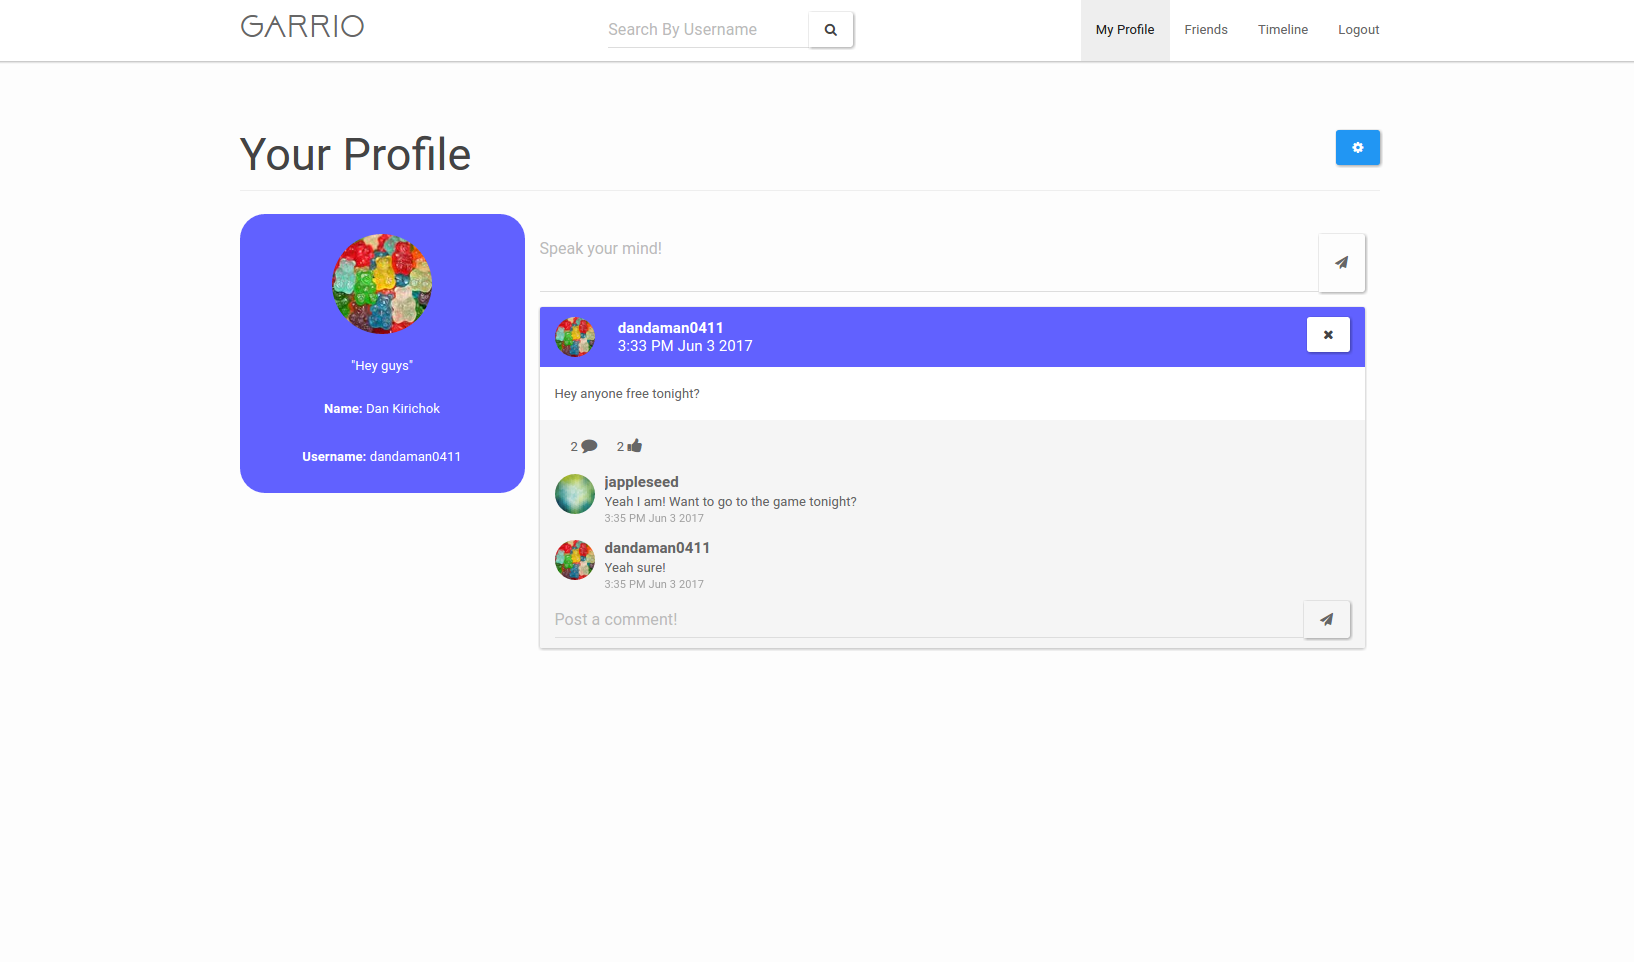 GARRIO
Search By Username
My Profile
Friends
Timeline
Logout
Your Profile
"Hey guys"
Name: Dan Kirichok
Username: dandaman0411
Speak your mind!
dandaman0411
3:33 PM Jun 3 2017
Hey anyone free tonight?
2
2
jappleseed
Yeah I am! Want to go to the game tonight?
3:35 PM Jun 3 2017
dandaman0411
Yeah sure!
3:35 PM Jun 3 2017
Post a comment!